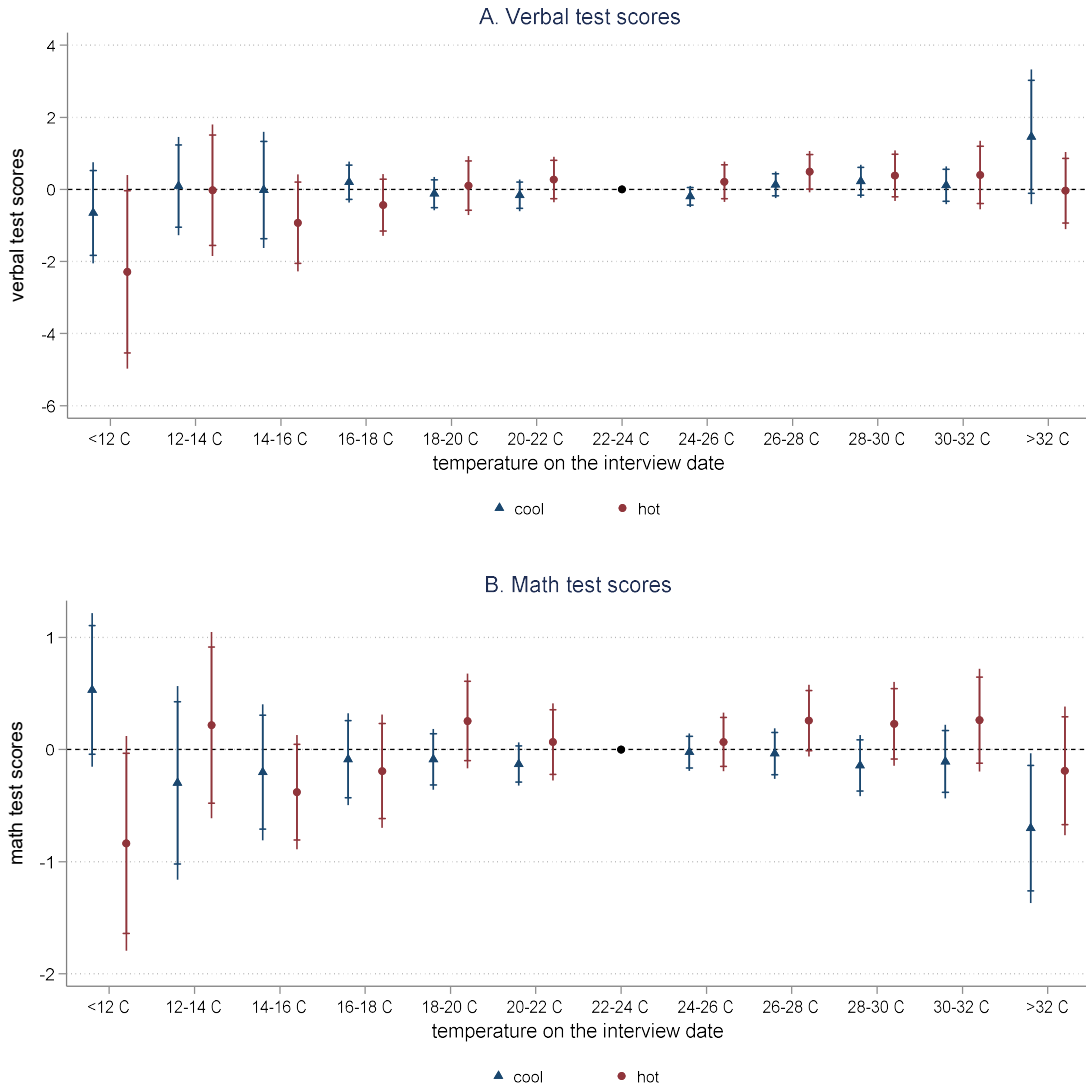 A. Verbal test scores
verbal test scores
4
2
0
-2
-4
-6
<12 C 12-14 C 14-16 C 16-18 C 18-20 C 20-22 C 22-24 C 24-26 C 26-28 C 28-30 C 30-32 C >32 C
temperature on the interview date
cool hot
B. Math test scores
math test scores
1
0
-1
-2
<12 C 12-14 C 14-16 C 16-18 C 18-20 C 20-22 C 22-24 C 24-26 C 26-28 C 28-30 C 30-32 C >32 C
temperature on the interview date
cool hot